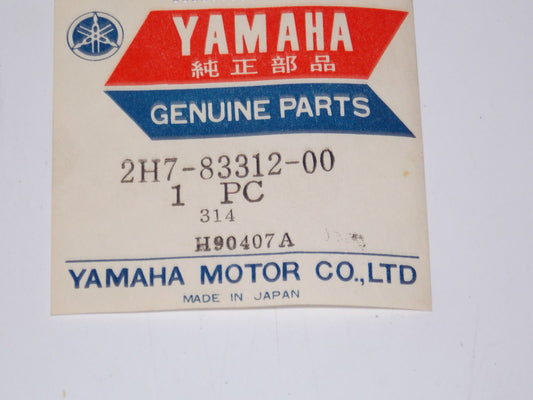 YAMAHA
純正部品
GENUINE PARTS
2H7-83312-00
1 PC
314
H90407A
YAMAHA MOTOR CO.,LTD
MADE IN JAPAN